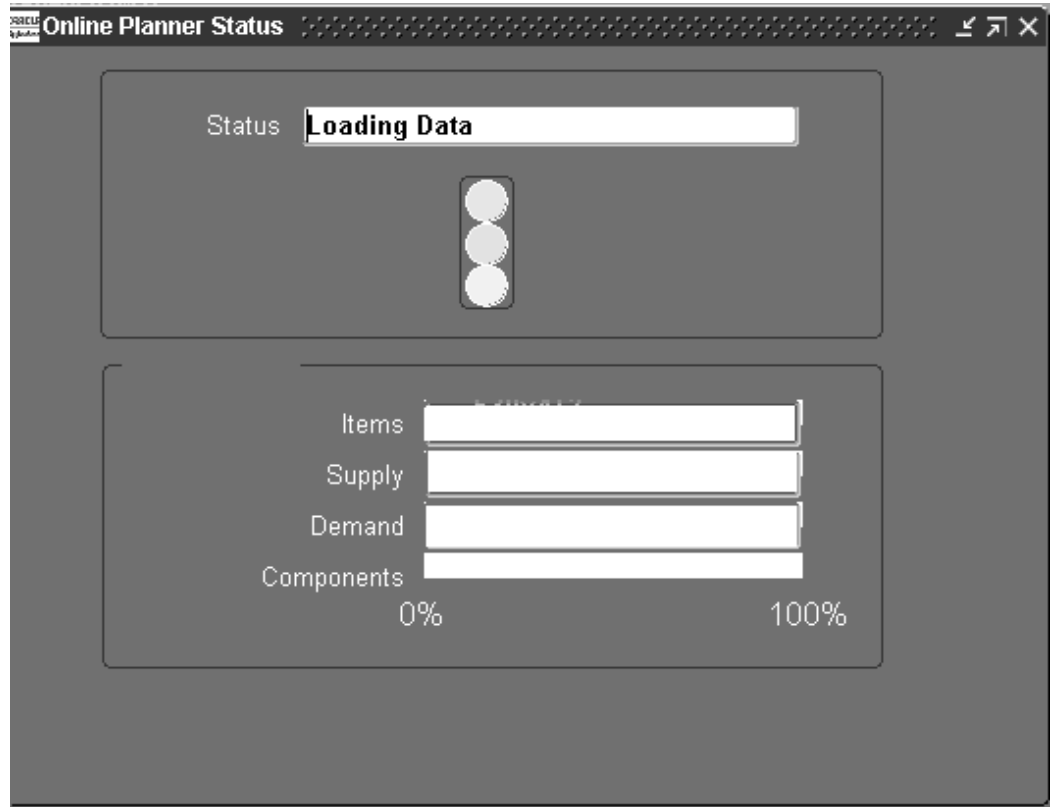 Online Planner Status
Status Loading Data
Items
Supply
Demand
Components
0% 100%